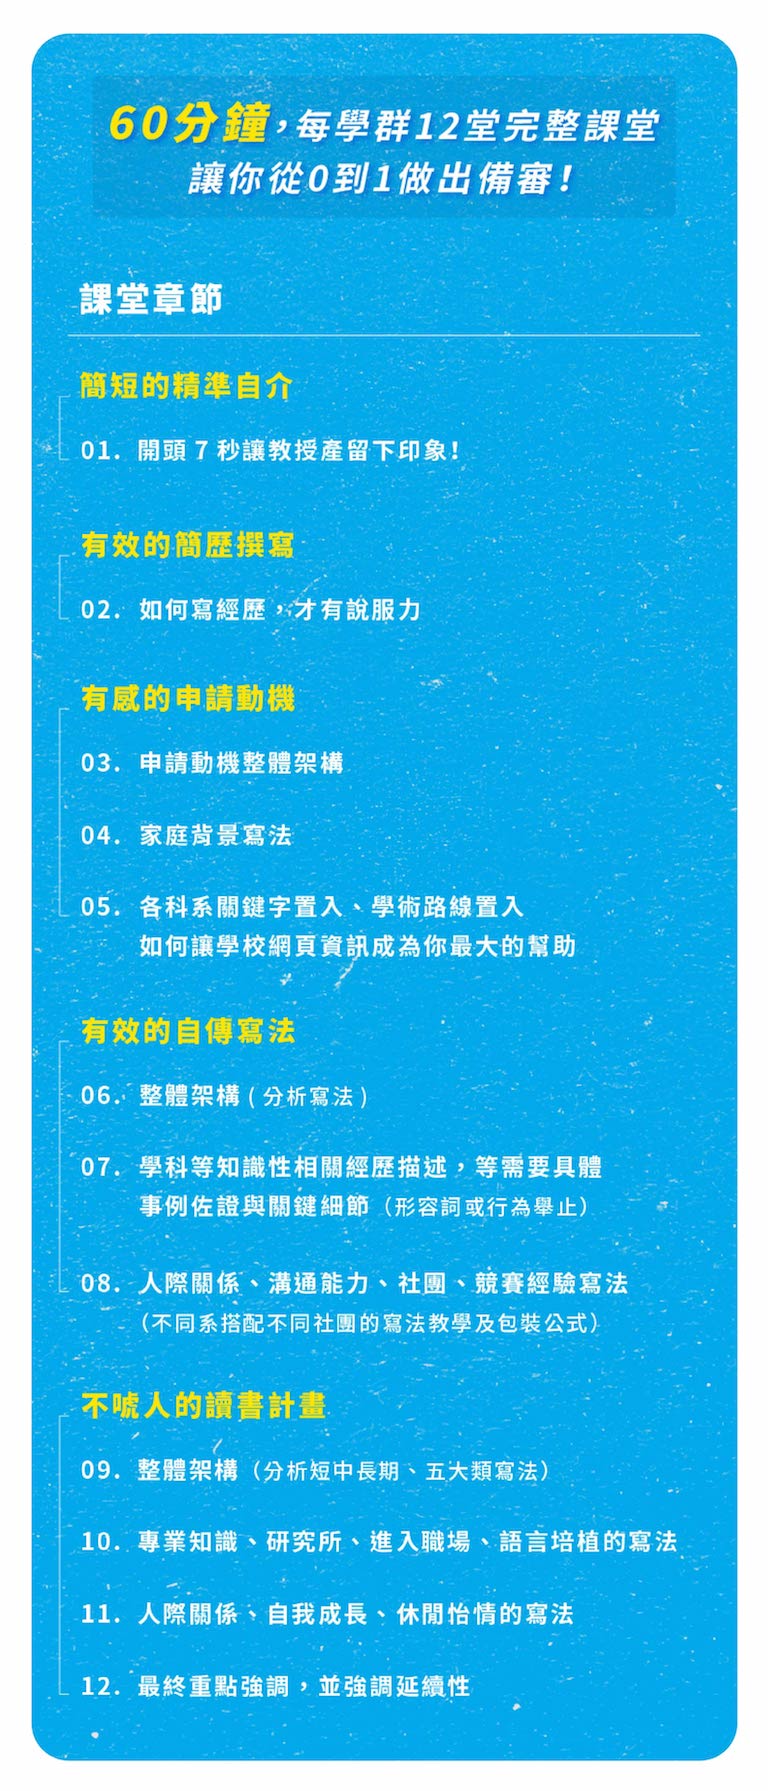 60分鐘，每學群12堂完整課堂
讓你從0到1做出備審！
課堂章節
簡短的精準自介
01. 開頭 7 秒讓教授產留下印象！
有效的簡歷撰寫
02. 如何寫經歷，才有說服力
有感的申請動機
03. 申請動機整體架構
04. 家庭背景寫法
05. 各科系關鍵字置入、學術路線置入
如何讓學校網頁資訊成為你最大的幫助
有效的自傳寫法
06. 整體架構 ( 分析寫法 )
07. 學科等知識性相關經歷描述，等需要具體
事例佐證與關鍵細節（形容詞或行為舉止）
08. 人際關係、溝通能力、社團、競賽經驗寫法
（不同系搭配不同社團的寫法教學及包裝公式）
不唬人的讀書計畫
09. 整體架構（分析短中長期、五大類寫法）
10. 專業知識、研究所、進入職場、語言培植的寫法
11. 人際關係、自我成長、休閒怡情的寫法
12. 最終重點強調，並強調延續性